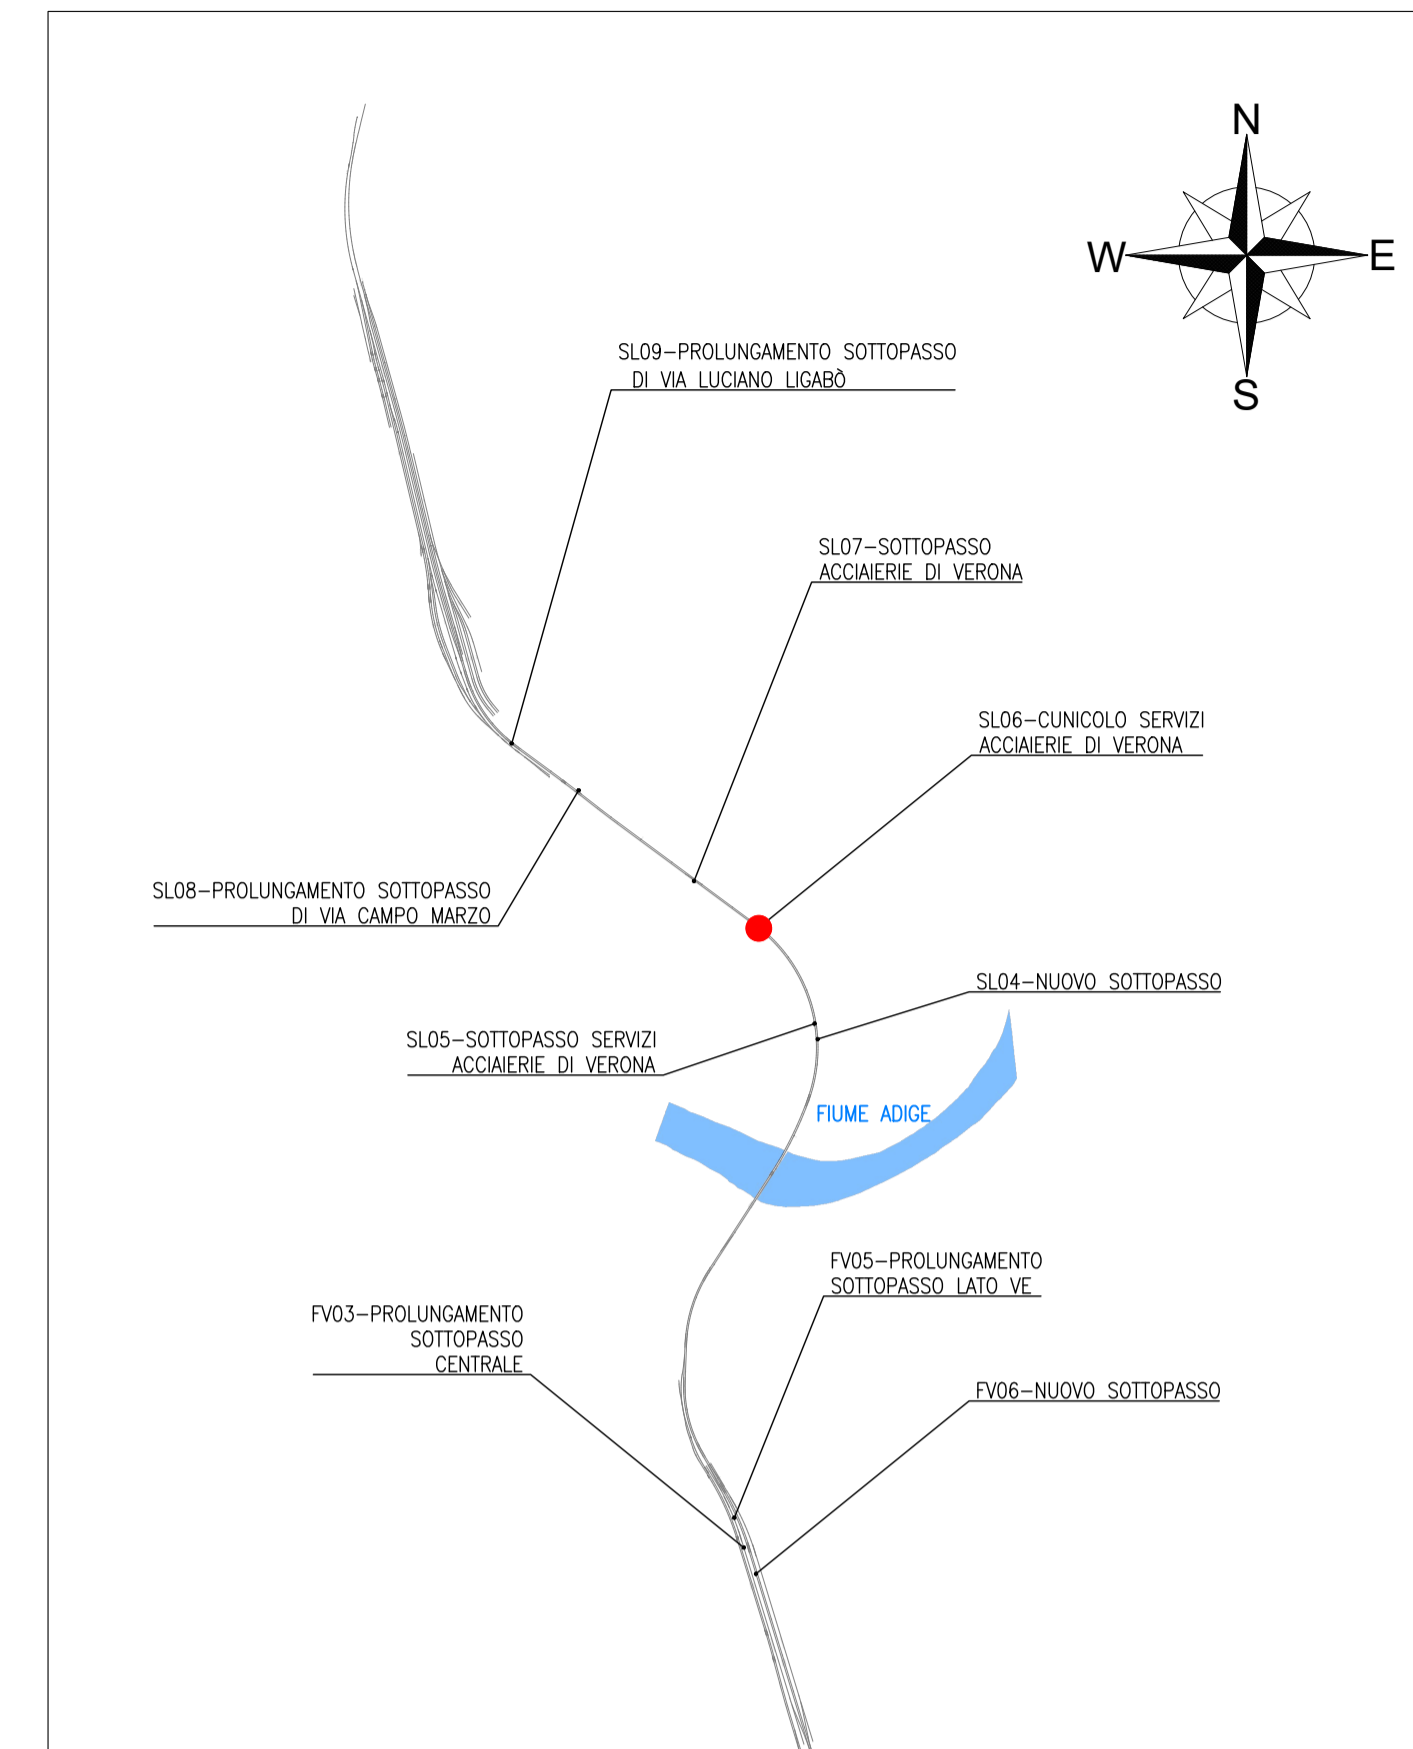 N
W
E
S
SL09-PROLUNGAMENTO SOTTOPASSO
DI VIA LUCIANO LIGABÒ
SL07-SOTTOPASSO
ACCIAIERIE DI VERONA
SL06-CUNICOLO SERVIZI
ACCIAIERIE DI VERONA
SL08-PROLUNGAMENTO SOTTOPASSO
DI VIA CAMPO MARZO
SL04-NUOVO SOTTOPASSO
SL05-SOTTOPASSO SERVIZI
ACCIAIERIE DI VERONA
FIUME ADIGE
FV05-PROLUNGAMENTO
SOTTOPASSO LATO VE
FV03-PROLUNGAMENTO
SOTTOPASSO
CENTRALE
FV06-NUOVO SOTTOPASSO